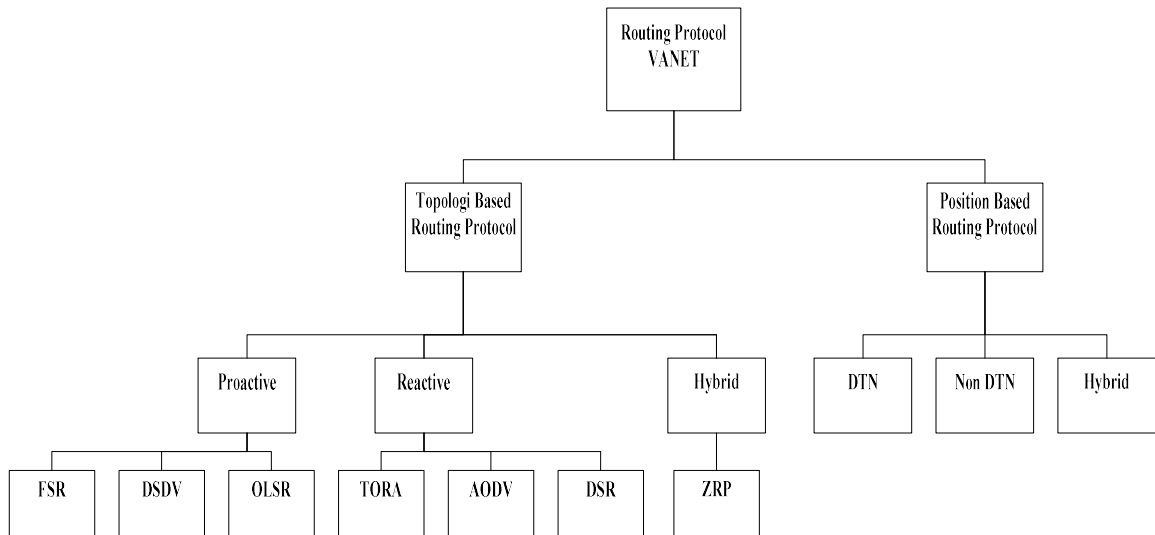 Routing Protocol
VANET
Topologi Based
Routing Protocol
Position Based
Routing Protocol
Proactive
Reactive
Hybrid
DTN
Non DTN
Hybrid
FSR
DSDV
OLSR
TORA
AODV
DSR
ZRP